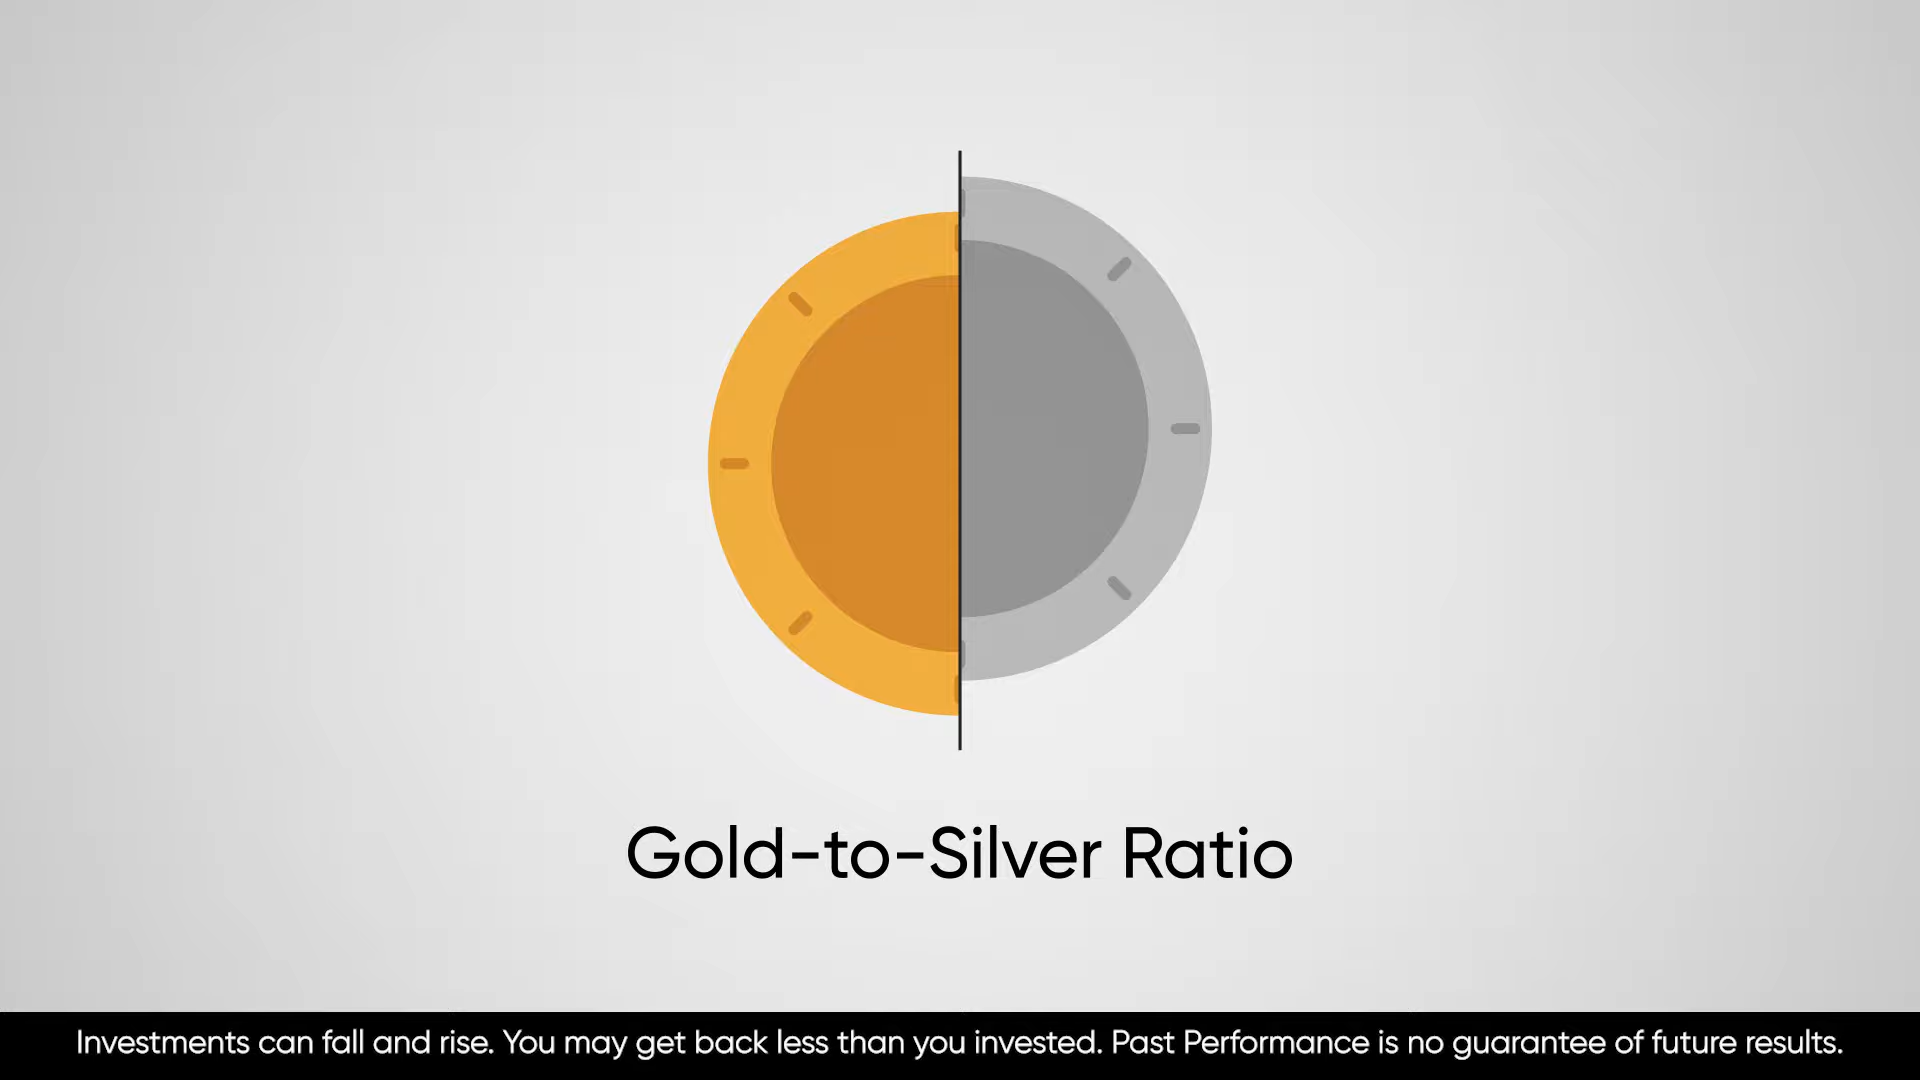 Gold-to-Silver Ratio
Investments can fall and rise. You may get back less than you invested. Past Performance is no guarantee of future results.